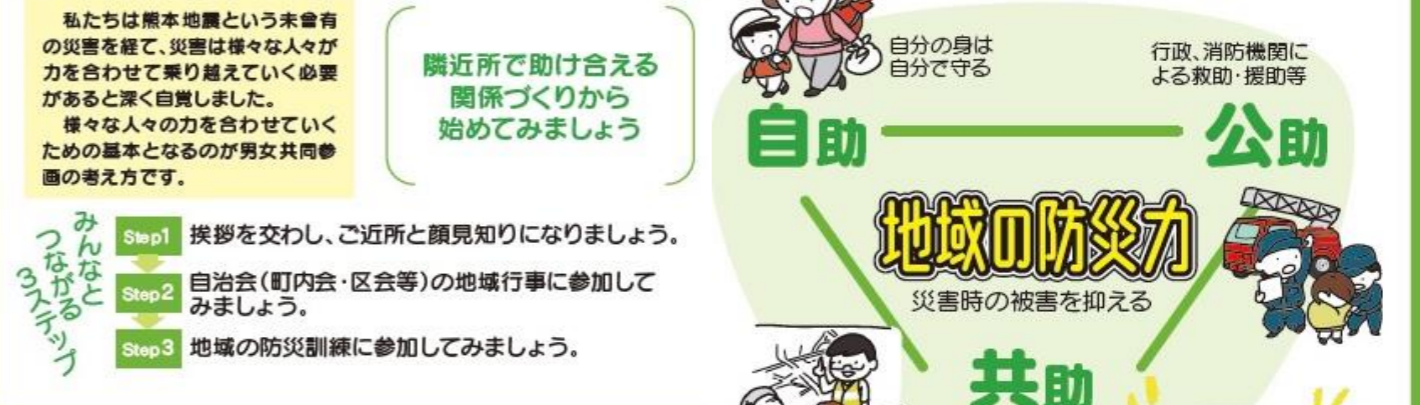 私たちは熊本地震という未曾有
の災害を経て、災害は様々な人々が
力を合わせて乗り越えていく必要
があると深く自覚しました。
様々な人々の力を合わせていく
ための基本となるのが男女共同参
画の考え方です。
隣近所で助け合える
関係づくりから
始めてみましょう
みんなと
つながる
3ステップ
Step1 挨拶を交わし、ご近所と顔見知りになりましょう。
Step2 自治会(町内会・区会等)の地域行事に参加して
みましょう。
Step3 地域の防災訓練に参加してみましょう。
自分の身は
自分で守る
行政、消防機関に
よる救助・援助等
自助
公助
地域の防災力
災害時の被害を抑える
共助